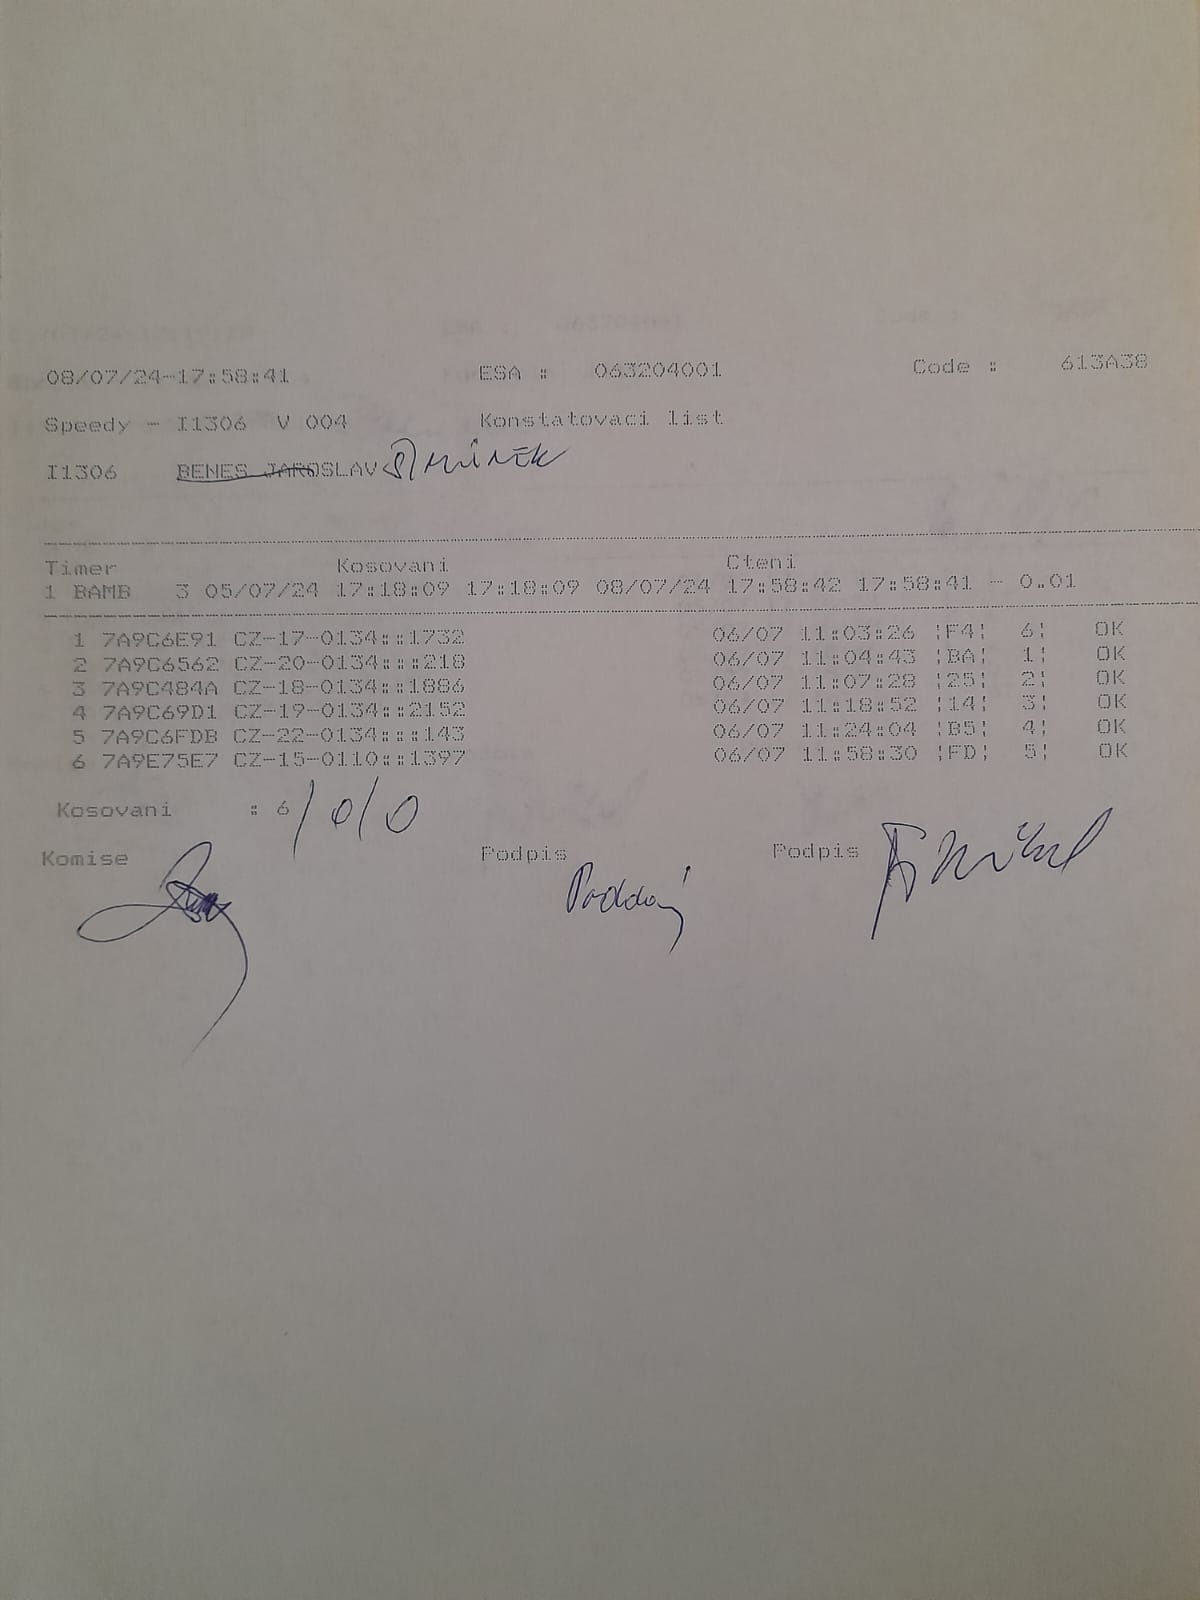 08/07/24-17:58:41 ESA : 063204001 Code : 613A38
Speedy - I1306 V 004 Konstatovaci list
I1306 BENES JAROSLAV
Timer Kosovani Cteni
1 BAMB 3 05/07/24 17:18:09 17:18:09 08/07/24 17:58:42 17:58:41 - 0.01
1 7A9C6E91 CZ-17-0134::1732 06/07 11:03:26 ¦F4¦ 6¦ OK
2 7A9C6562 CZ-20-0134:::218 06/07 11:04:43 ¦BA¦ 1¦ OK
3 7A9C484A CZ-18-0134::1886 06/07 11:07:28 ¦25¦ 2¦ OK
4 7A9C69D1 CZ-19-0134::2152 06/07 11:18:52 ¦14¦ 3¦ OK
5 7A9C6FDB CZ-22-0134:::143 06/07 11:24:04 ¦B5¦ 4¦ OK
6 7A9E75E7 CZ-15-0110::1397 06/07 11:58:30 ¦FD¦ 5¦ OK
Kosovani : 6/0/0
Komise Podpis Podpis